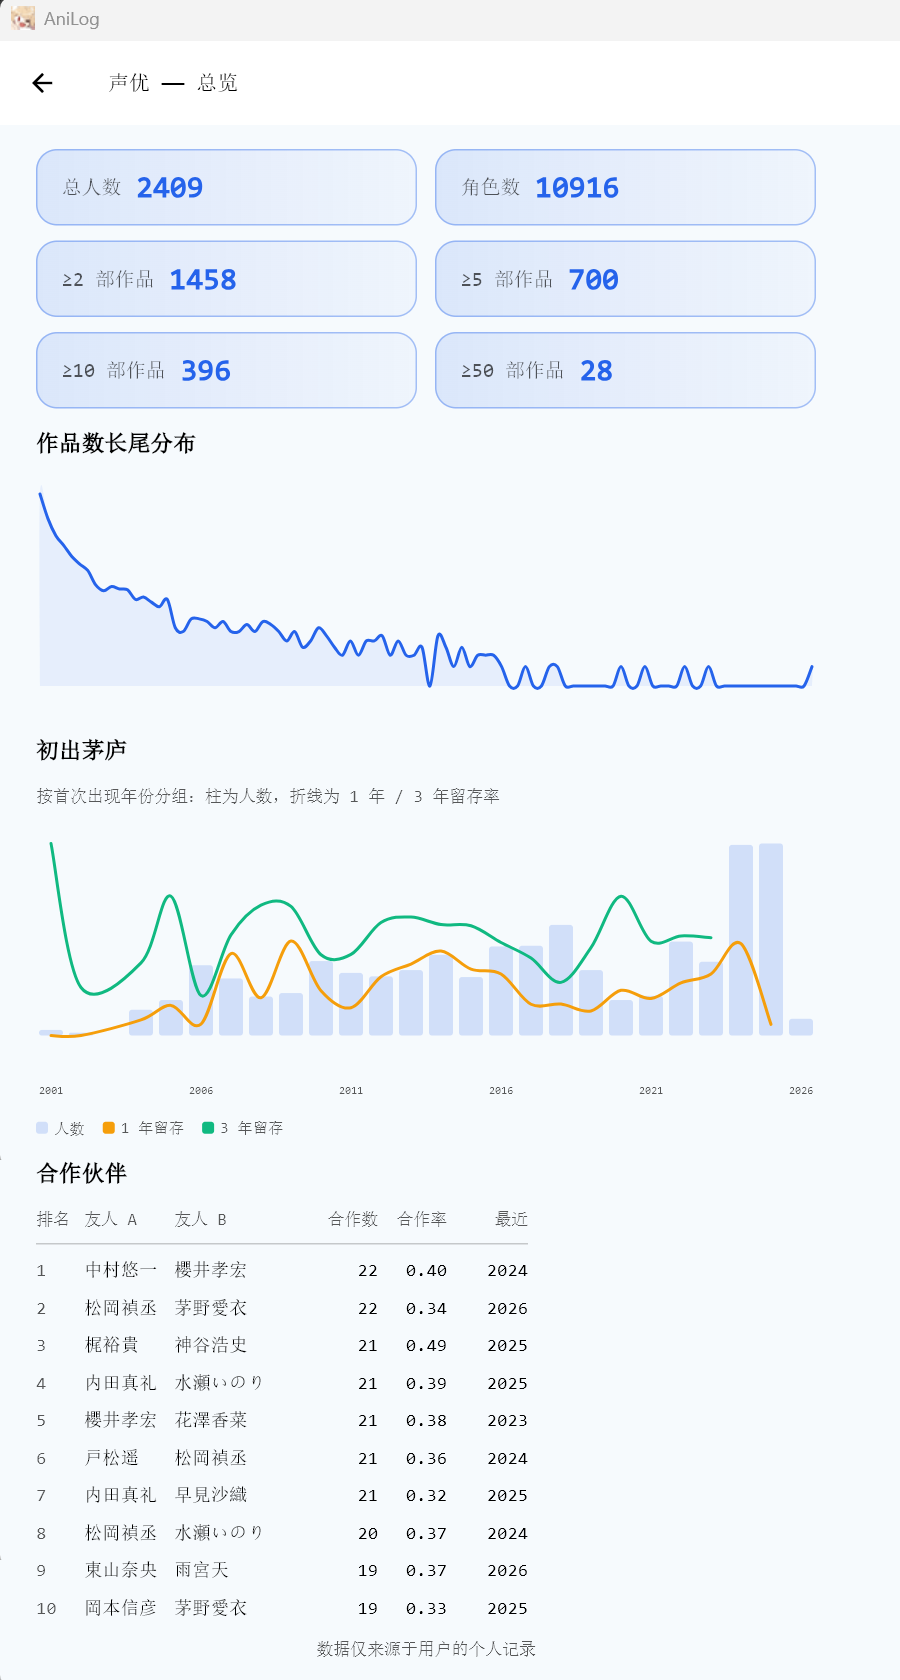 AniLog
声优 — 总览
总人数 2409
角色数 10916
≥2 部作品 1458
≥5 部作品 700
≥10 部作品 396
≥50 部作品 28
作品数长尾分布
初出茅庐
按首次出现年份分组：柱为人数，折线为 1 年 / 3 年留存率
2001 2006 2011 2016 2021 2026
人数 1 年留存 3 年留存
合作伙伴
排名 友人 A 友人 B 合作数 合作率 最近
1 中村悠一 櫻井孝宏 22 0.40 2024
2 松岡禎丞 茅野愛衣 22 0.34 2026
3 梶裕貴 神谷浩史 21 0.49 2025
4 内田真礼 水瀬いのり 21 0.39 2025
5 櫻井孝宏 花澤香菜 21 0.38 2023
6 戸松遥 松岡禎丞 21 0.36 2024
7 内田真礼 早見沙織 21 0.32 2025
8 松岡禎丞 水瀬いのり 20 0.37 2024
9 東山奈央 雨宮天 19 0.37 2026
10 岡本信彦 茅野愛衣 19 0.33 2025
数据仅来源于用户的个人记录